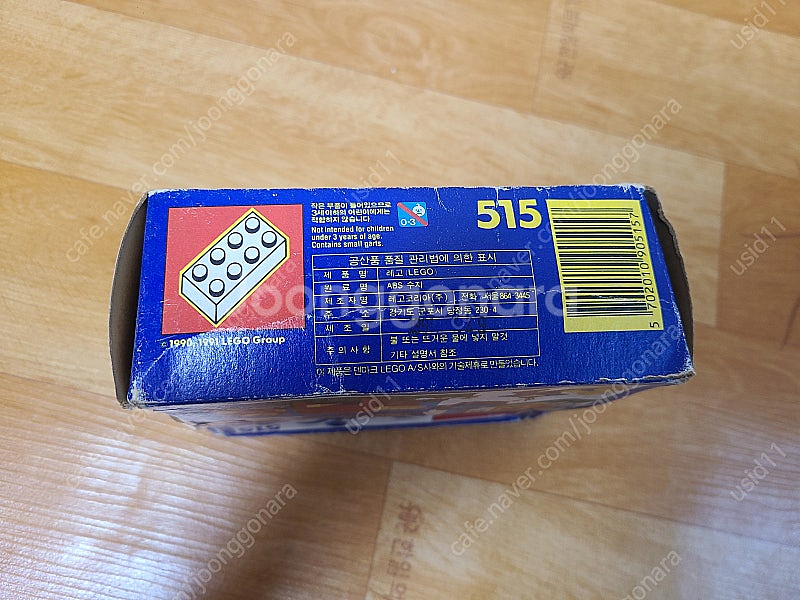 작은 부품이 들어있으므로
3세이하의 어린이에게는
적합하지 않습니다.
Not intended for children
under 3 years of age.
Contains small garts.
0-3
515
공산품 품질 관리법에 의한 표시
제 품 명 레고 (LEGO)
원 료 명 ABS 수지
제 조 자 명 레고코리아(주), 전화 서울 864-3445
주 소 경기도 군포시 당정동 230-4
제 조 일
주 의 사 항 불 또는 뜨거운 물에 넣지 말것
기타 설명서 참조
이 제품은 덴마크 LEGO A/S사와의 기술제휴로 만들었습니다.
© 1990, 1991 LEGO Group
5 702010 905157
joonggonara
cafe.naver.com/joonggonara
usid11